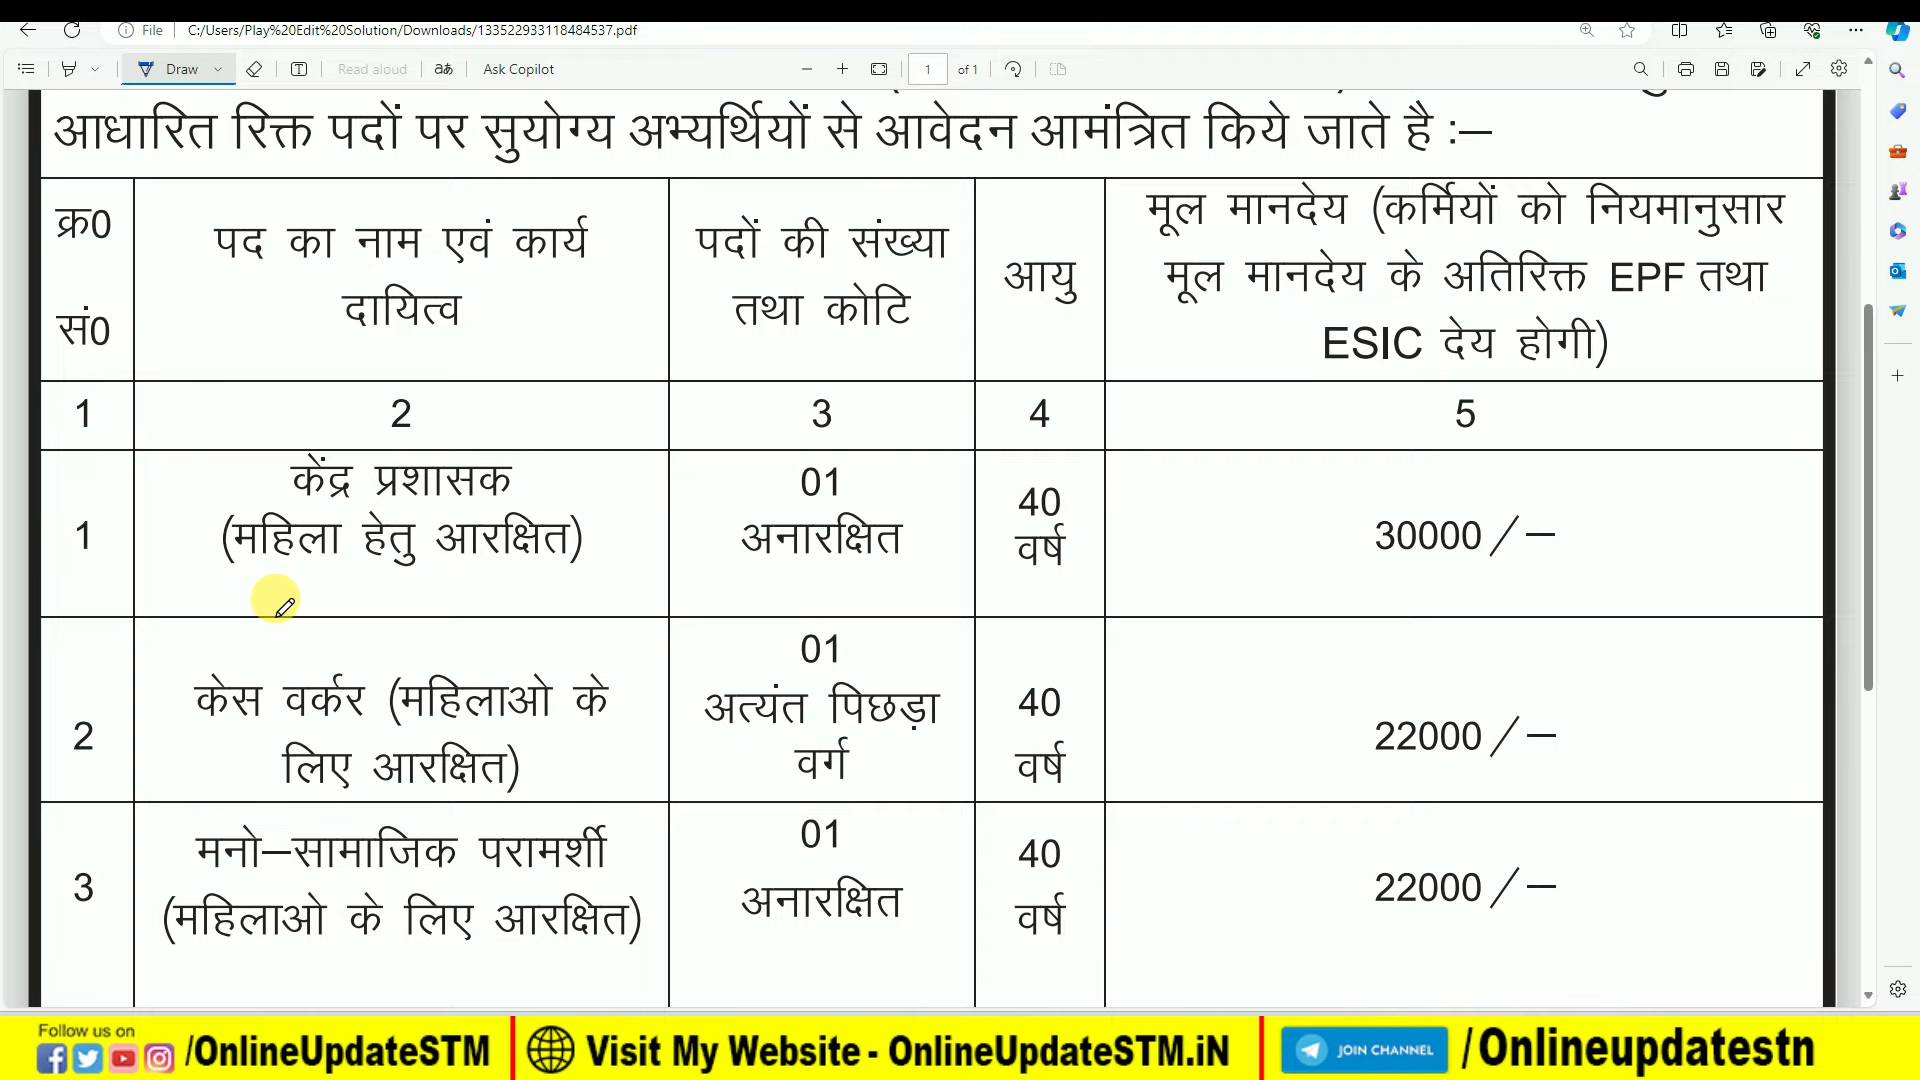 File C:/Users/Play%20Edit%20Solution/Downloads/133522933118484537.pdf
Draw Read aloud Ask Copilot 1 of 1
आधारित रिक्त पदों पर सुयोग्य अभ्यर्थियों से आवेदन आमंत्रित किये जाते है :–
क्र0 सं0
पद का नाम एवं कार्य दायित्व
पदों की संख्या तथा कोटि
आयु
मूल मानदेय (कर्मियों को नियमानुसार
मूल मानदेय के अतिरिक्त EPF तथा
ESIC देय होगी)
1 2 3 4 5
1
केंद्र प्रशासक
(महिला हेतु आरक्षित)
01
अनारक्षित
40
वर्ष
30000/–
2
केस वर्कर (महिलाओ के
लिए आरक्षित)
01
अत्यंत पिछड़ा
वर्ग
40
वर्ष
22000/–
3
मनो–सामाजिक परामर्शी
(महिलाओ के लिए आरक्षित)
01
अनारक्षित
40
वर्ष
22000/–
Follow us on
/OnlineUpdateSTM
Visit My Website - OnlineUpdateSTM.iN
JOIN CHANNEL
/Onlineupdatestn